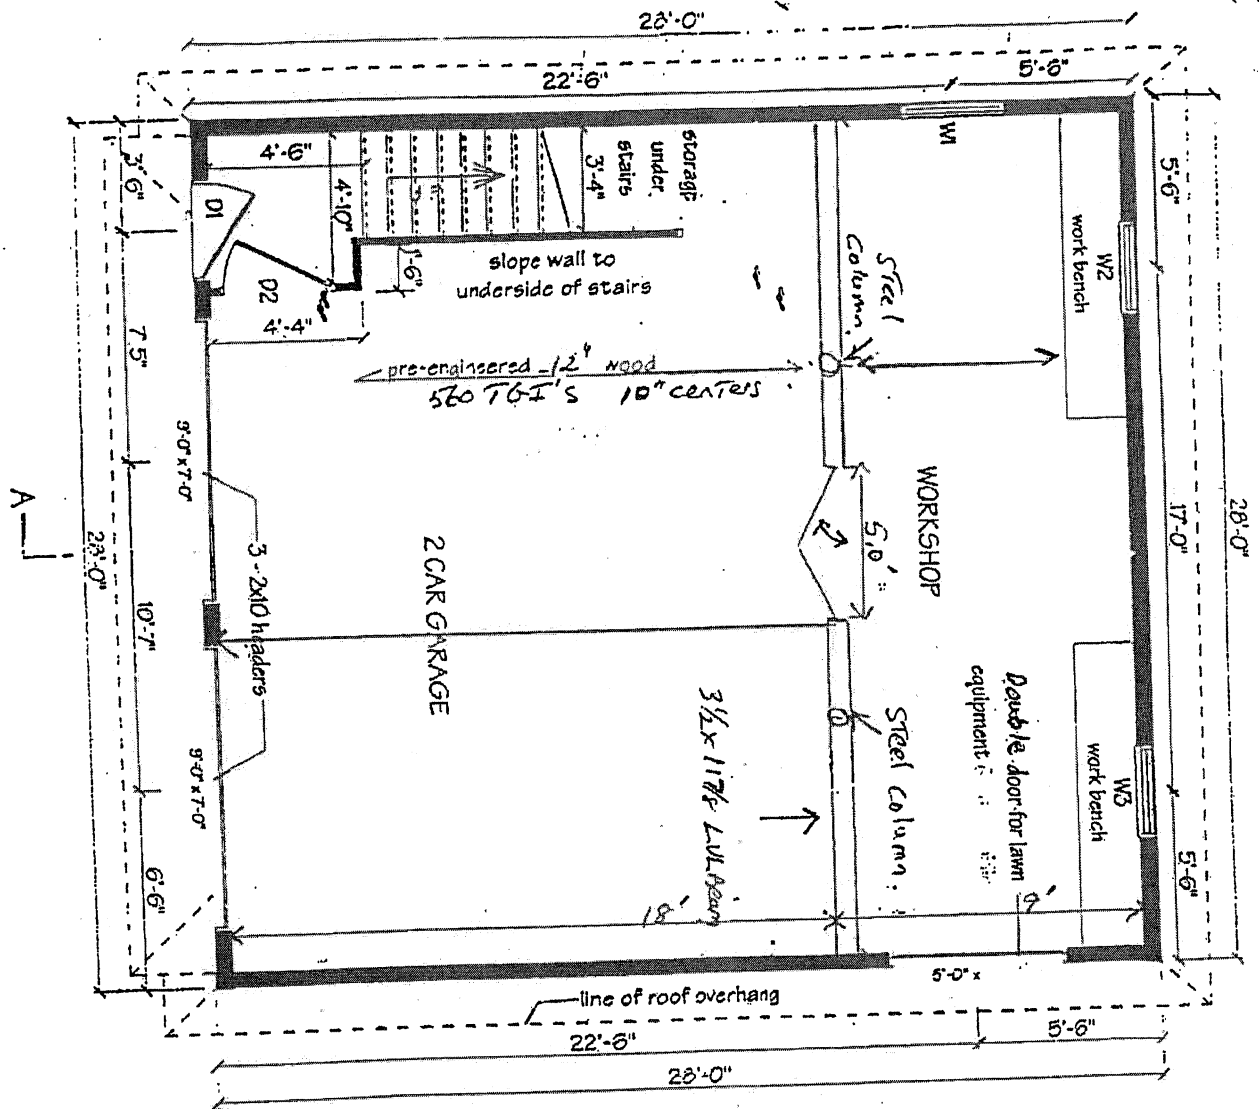 28'-0"
22'-6"
5'-6"
W1
4'-6"
3'-6"
D1
4'-10"
3'-4"
storage
under
stairs
5'-6"
W2
work bench
Steel
Column
1'-6"
slope wall to
underside of stairs
D2
4'-4"
7'5"
pre-engineered 12" wood
560 TGI'S 10" centers
9'-0" x 7'-0"
WORKSHOP
5.0'
28'-0"
17'-0"
A
28'-0"
10'-7"
3 - 2x10 headers
2 CAR GARAGE
3½ x 11 7/8 LVL Beam
Steel Column.
Double door for lawn
equipment
W3
work bench
9'-0" x 7'-0"
6'-6"
18'
9'
5'-6"
5'-0" x
line of roof overhang
22'-6"
5'-6"
28'-0"